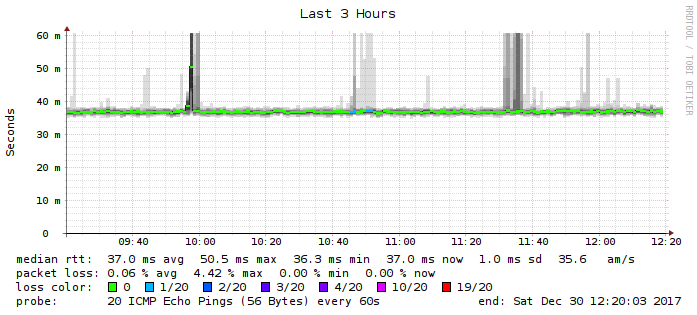 Last 3 Hours
RRDTOOL / TOBI OETIKER
Seconds
60 m
50 m
40 m
30 m
20 m
10 m
0
09:40 10:00 10:20 10:40 11:00 11:20 11:40 12:00 12:20
median rtt: 37.0 ms avg 50.5 ms max 36.3 ms min 37.0 ms now 1.0 ms sd 35.6 am/s
packet loss: 0.06 % avg 4.42 % max 0.00 % min 0.00 % now
loss color: 0 1/20 2/20 3/20 4/20 10/20 19/20
probe: 20 ICMP Echo Pings (56 Bytes) every 60s end: Sat Dec 30 12:20:03 2017